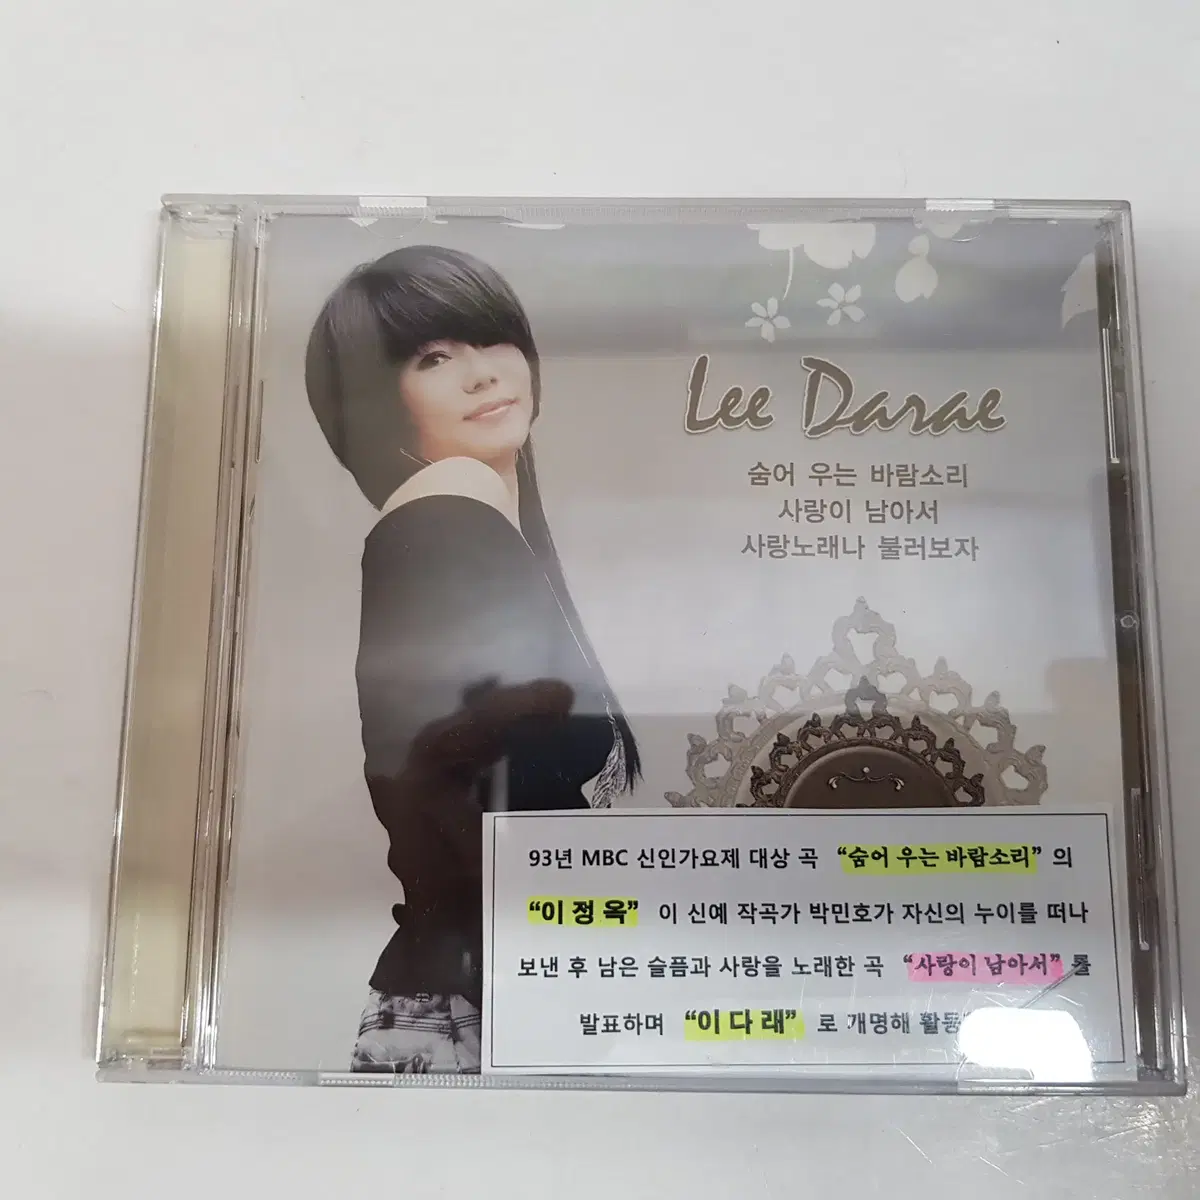 Lee Darae
숨어 우는 바람소리
사랑이 남아서
사랑노래나 불러보자
93년 MBC 신인가요제 대상 곡 “숨어 우는 바람소리”의
“이 정 옥” 이 신예 작곡가 박민호가 자신의 누이를 떠나
보낸 후 남은 슬픔과 사랑을 노래한 곡 “사랑이 남아서”를
발표하며 “이 다 래” 로 개명해